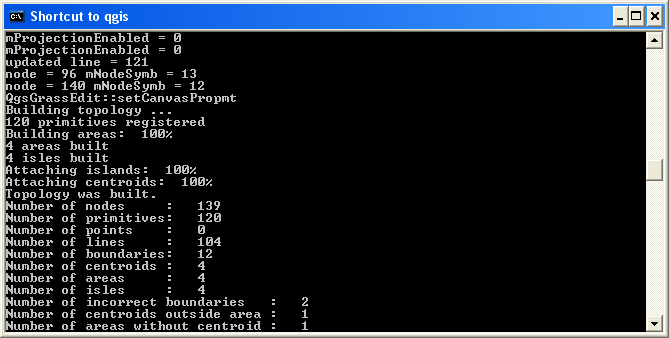 Shortcut to qgis
mProjectionEnabled = 0
mProjectionEnabled = 0
updated line = 121
node = 96 mNodeSymb = 13
node = 140 mNodeSymb = 12
QgsGrassEdit::setCanvasPropmt
Building topology ...
120 primitives registered
Building areas:  100%
4 areas built
4 isles built
Attaching islands:  100%
Attaching centroids:  100%
Topology was built.
Number of nodes     :   139
Number of primitives:   120
Number of points    :   0
Number of lines     :   104
Number of boundaries:   12
Number of centroids :   4
Number of areas     :   4
Number of isles     :   4
Number of incorrect boundaries   :   2
Number of centroids outside area :   1
Number of areas without centroid :   1